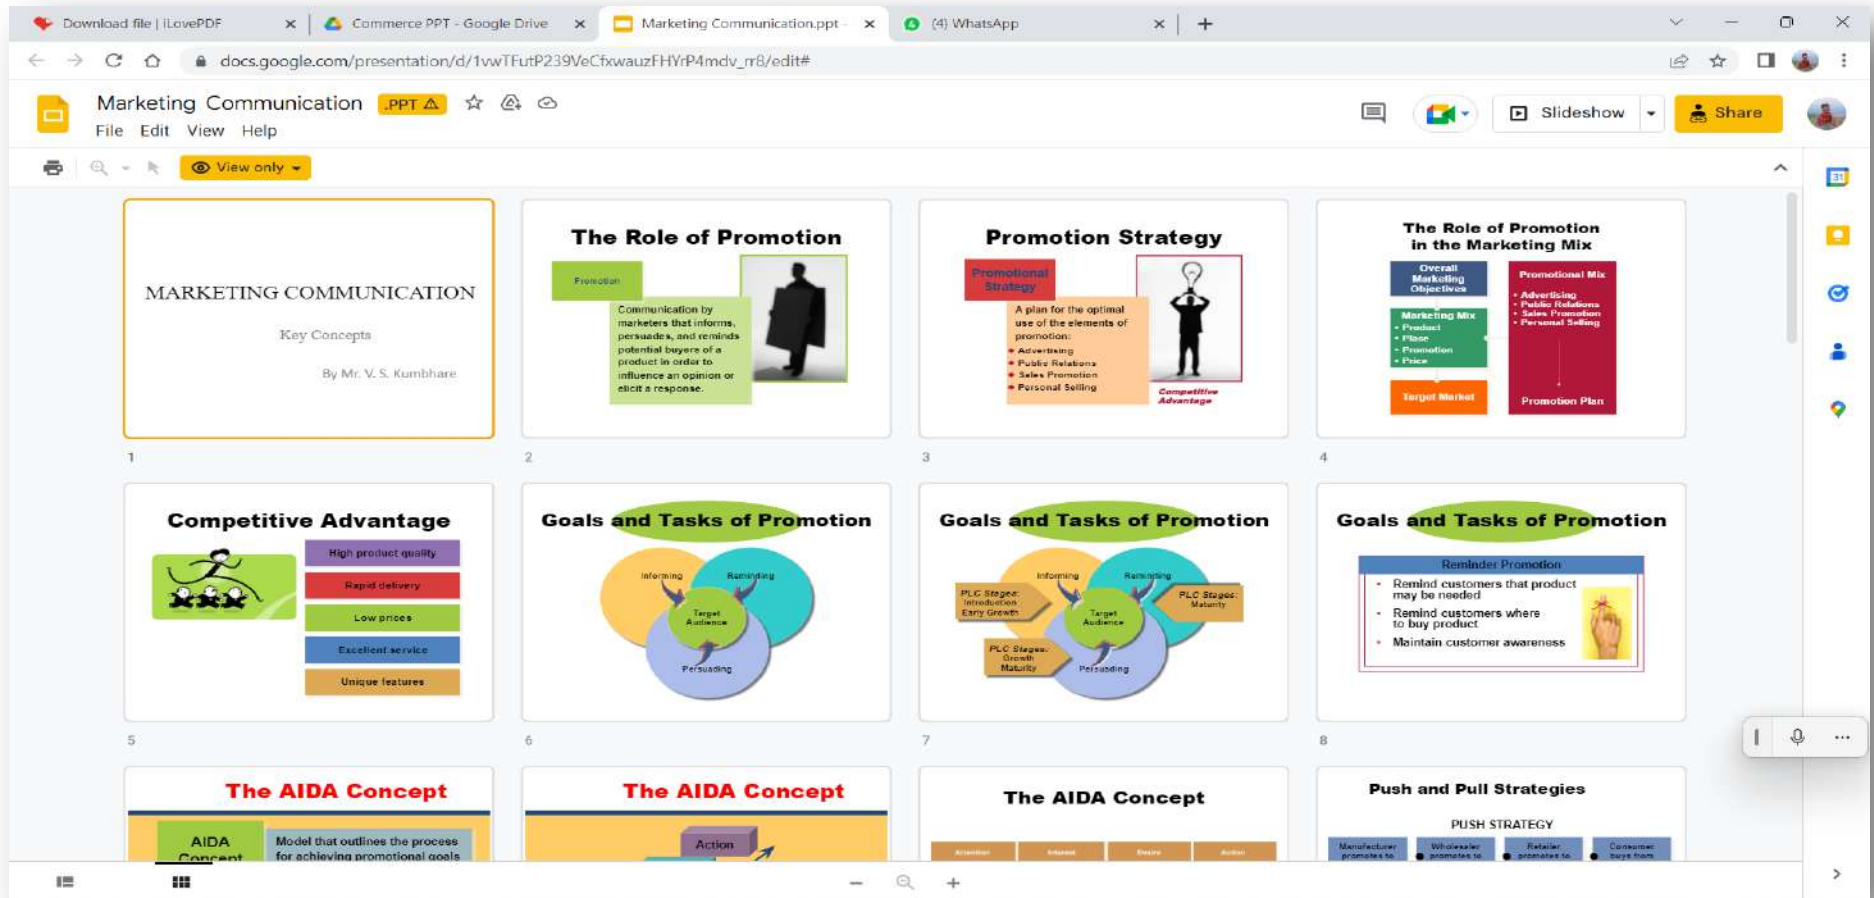 Download file | iLovePDF
Commerce PPT - Google Drive
Marketing Communication.ppt -
(4) WhatsApp
docs.google.com/presentation/d/1vwTFutP239VeCfxwauzFHYrP4mdv_rr8/edit#
Marketing Communication .PPT
File Edit View Help
Slideshow
Share
View only
31
MARKETING COMMUNICATION
Key Concepts
By Mr. V. S. Kumbhare
1
The Role of Promotion
Promotion
Communication by
marketers that informs,
persuades, and reminds
potential buyers of a
product in order to
influence an opinion or
elicit a response.
2
Promotion Strategy
Promotional
Strategy
A plan for the optimal
use of the elements of
promotion:
Advertising
Public Relations
Sales Promotion
Personal Selling
Competitive
Advantage
3
The Role of Promotion
in the Marketing Mix
Overall
Marketing
Objectives
Marketing Mix
• Product
• Place
• Promotion
• Price
Target Market
Promotional Mix
• Advertising
• Public Relations
• Sales Promotion
• Personal Selling
Promotion Plan
4
Competitive Advantage
High product quality
Rapid delivery
Low prices
Excellent service
Unique features
5
Goals and Tasks of Promotion
Informing
Reminding
Target
Audience
Persuading
6
Goals and Tasks of Promotion
Informing
Reminding
PLC Stages:
Introduction
Early Growth
PLC Stages:
Maturity
Target
Audience
PLC Stages:
Growth
Maturity
Persuading
7
Goals and Tasks of Promotion
Reminder Promotion
• Remind customers that product
may be needed
• Remind customers where
to buy product
• Maintain customer awareness
8
The AIDA Concept
AIDA
Concept
Model that outlines the process
for achieving promotional goals
The AIDA Concept
Action
The AIDA Concept
Attention
Interest
Desire
Action
Push and Pull Strategies
PUSH STRATEGY
Manufacturer
promotes to
Wholesaler
promotes to
Retailer
promotes to
Consumer
buys from